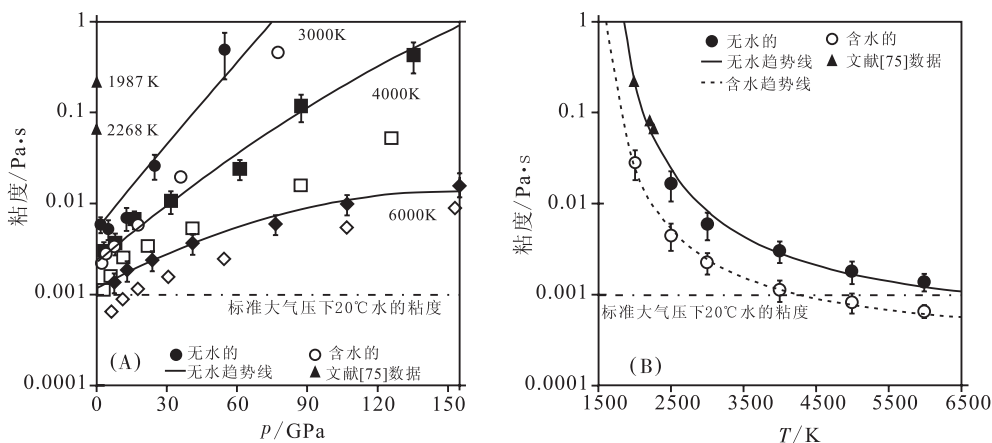 粘度/Pa•s
1
0.1
0.01
0.001
0.0001
0
30
60
90
120
150
p/GPa
1987K
2268K
3000K
4000K
6000K
标准大气压下20℃水的粘度
(A)
无水的
含水的
无水趋势线
文献[75]数据
粘度/Pa•s
1
0.1
0.01
0.001
0.0001
1500
2500
3500
4500
5500
6500
T/K
无水的
含水的
无水趋势线
文献[75]数据
含水趋势线
标准大气压下20℃水的粘度
(B)